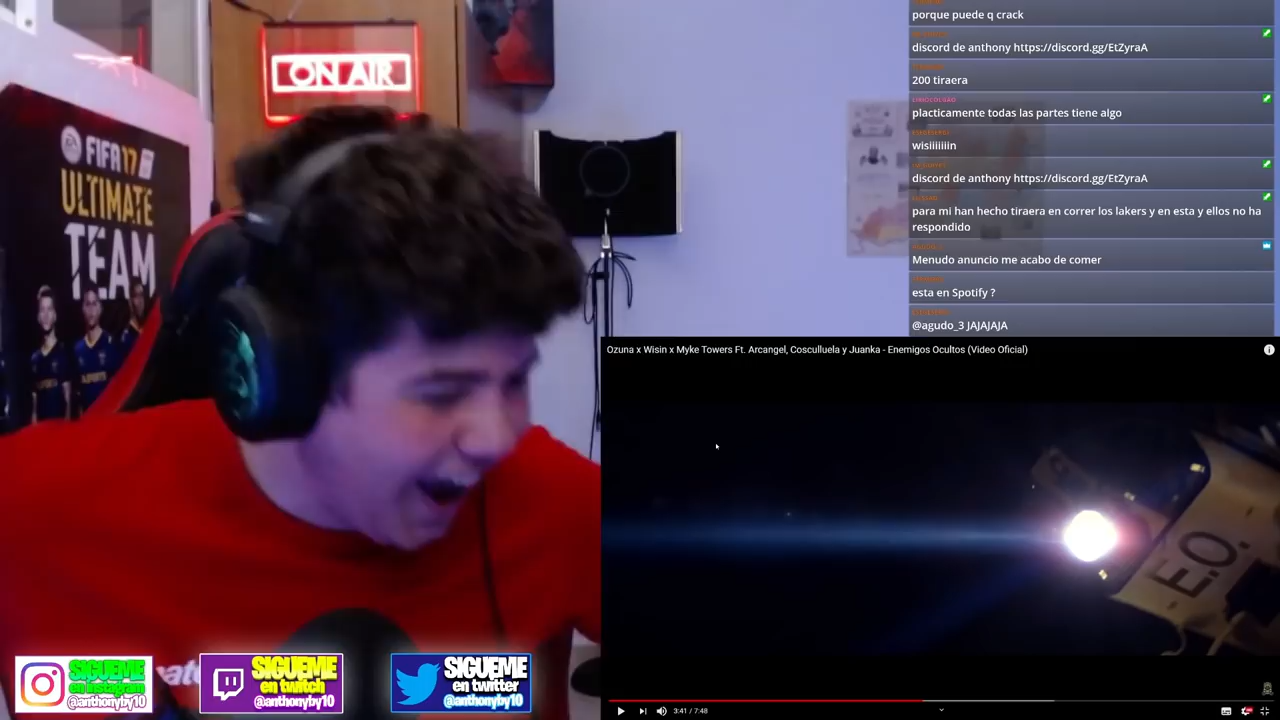 porque puede q crack
discord de anthony https://discord.gg/EtZyraA
200 tiraera
placticamente todas las partes tiene algo
wisiiiiiin
discord de anthony https://discord.gg/EtZyraA
para mi han hecho tiraera en correr los lakers y en esta y ellos no ha
respondido
Menudo anuncio me acabo de comer
esta en Spotify ?
@agudo_3 JAJAJAJA
ON AIR
EA SPORTS
FIFA 17
ULTIMATE
TEAM
Ozuna x Wisin x Myke Towers Ft. Arcangel, Cosculluela y Juanka - Enemigos Ocultos (Video Oficial)
E.O.
3:41 / 7:48
SIGUEME
en instagram
@anthonyby10
SIGUEME
en twitch
@anthonyby10
SIGUEME
en twitter
@anthonyby10